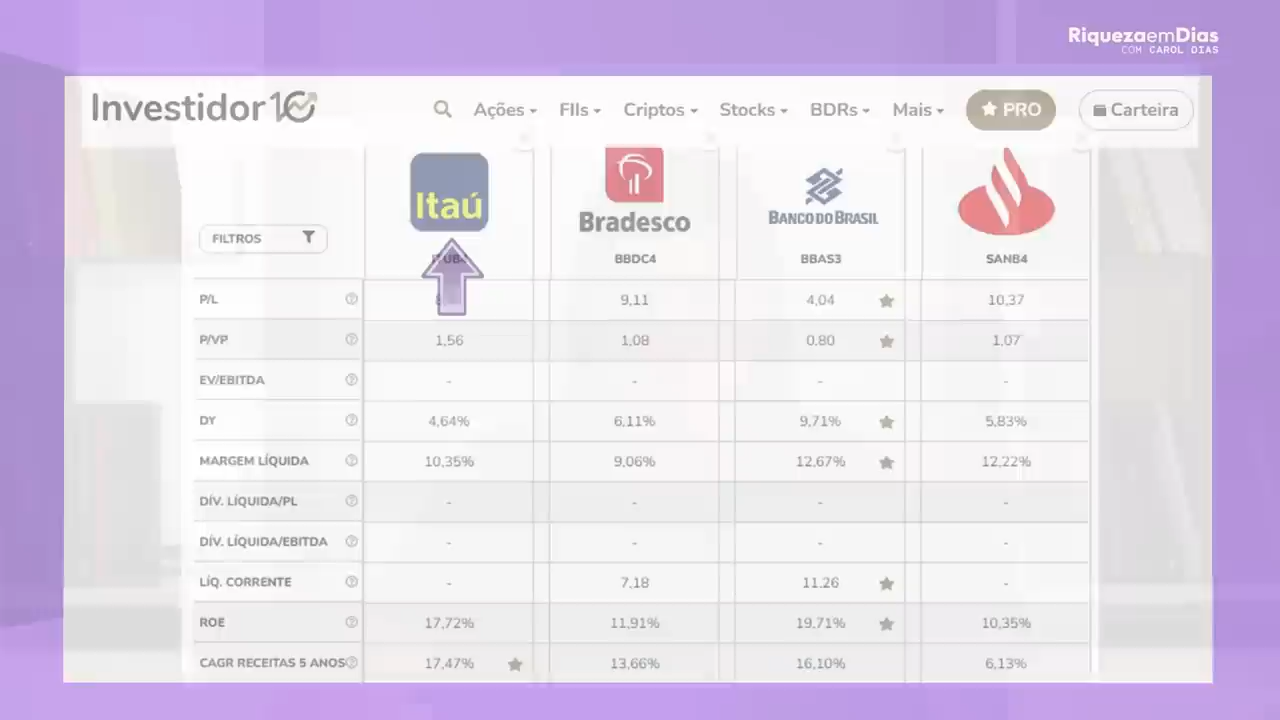 RiquezaemDias
COM CAROL DIAS
Investidor10
Ações
FIIs
Criptos
Stocks
BDRs
Mais
PRO
Carteira
Itaú
Bradesco
BANCO DO BRASIL
FILTROS
BBDC4
BBAS3
SANB4
P/L 9,11 4,04 10,37
P/VP 1,56 1,08 0,80 1,07
EV/EBITDA - - - -
DY 4,64% 6,11% 9,71% 5,83%
MARGEM LÍQUIDA 10,35% 9,06% 12,67% 12,22%
DÍV. LÍQUIDA/PL - - - -
DÍV. LÍQUIDA/EBITDA - - - -
LÍQ. CORRENTE - 7,18 11,26 -
ROE 17,72% 11,91% 19,71% 10,35%
CAGR RECEITAS 5 ANOS 17,47% 13,66% 16,10% 6,13%